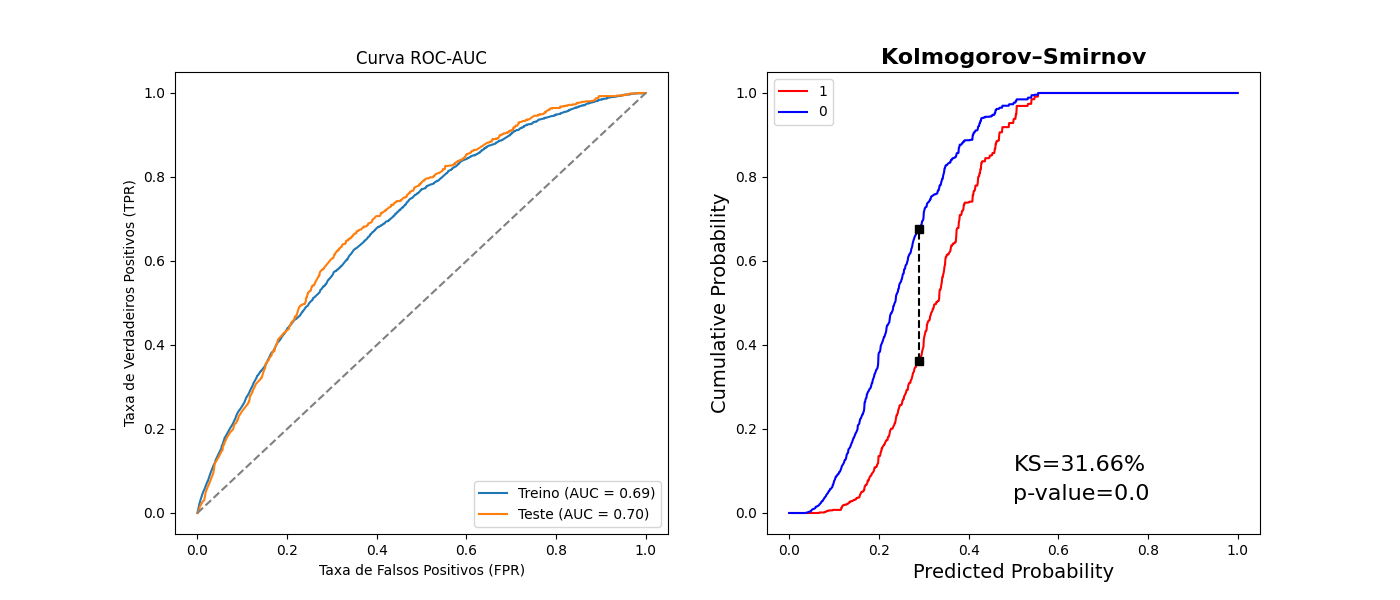 Curva ROC-AUC
1.0
0.8
0.6
0.4
0.2
0.0
Taxa de Verdadeiros Positivos (TPR)
Treino (AUC = 0.69)
Teste (AUC = 0.70)
0.0 0.2 0.4 0.6 0.8 1.0
Taxa de Falsos Positivos (FPR)
Kolmogorov–Smirnov
1
0
1.0
0.8
0.6
0.4
0.2
0.0
Cumulative Probability
KS=31.66%
p-value=0.0
0.0 0.2 0.4 0.6 0.8 1.0
Predicted Probability